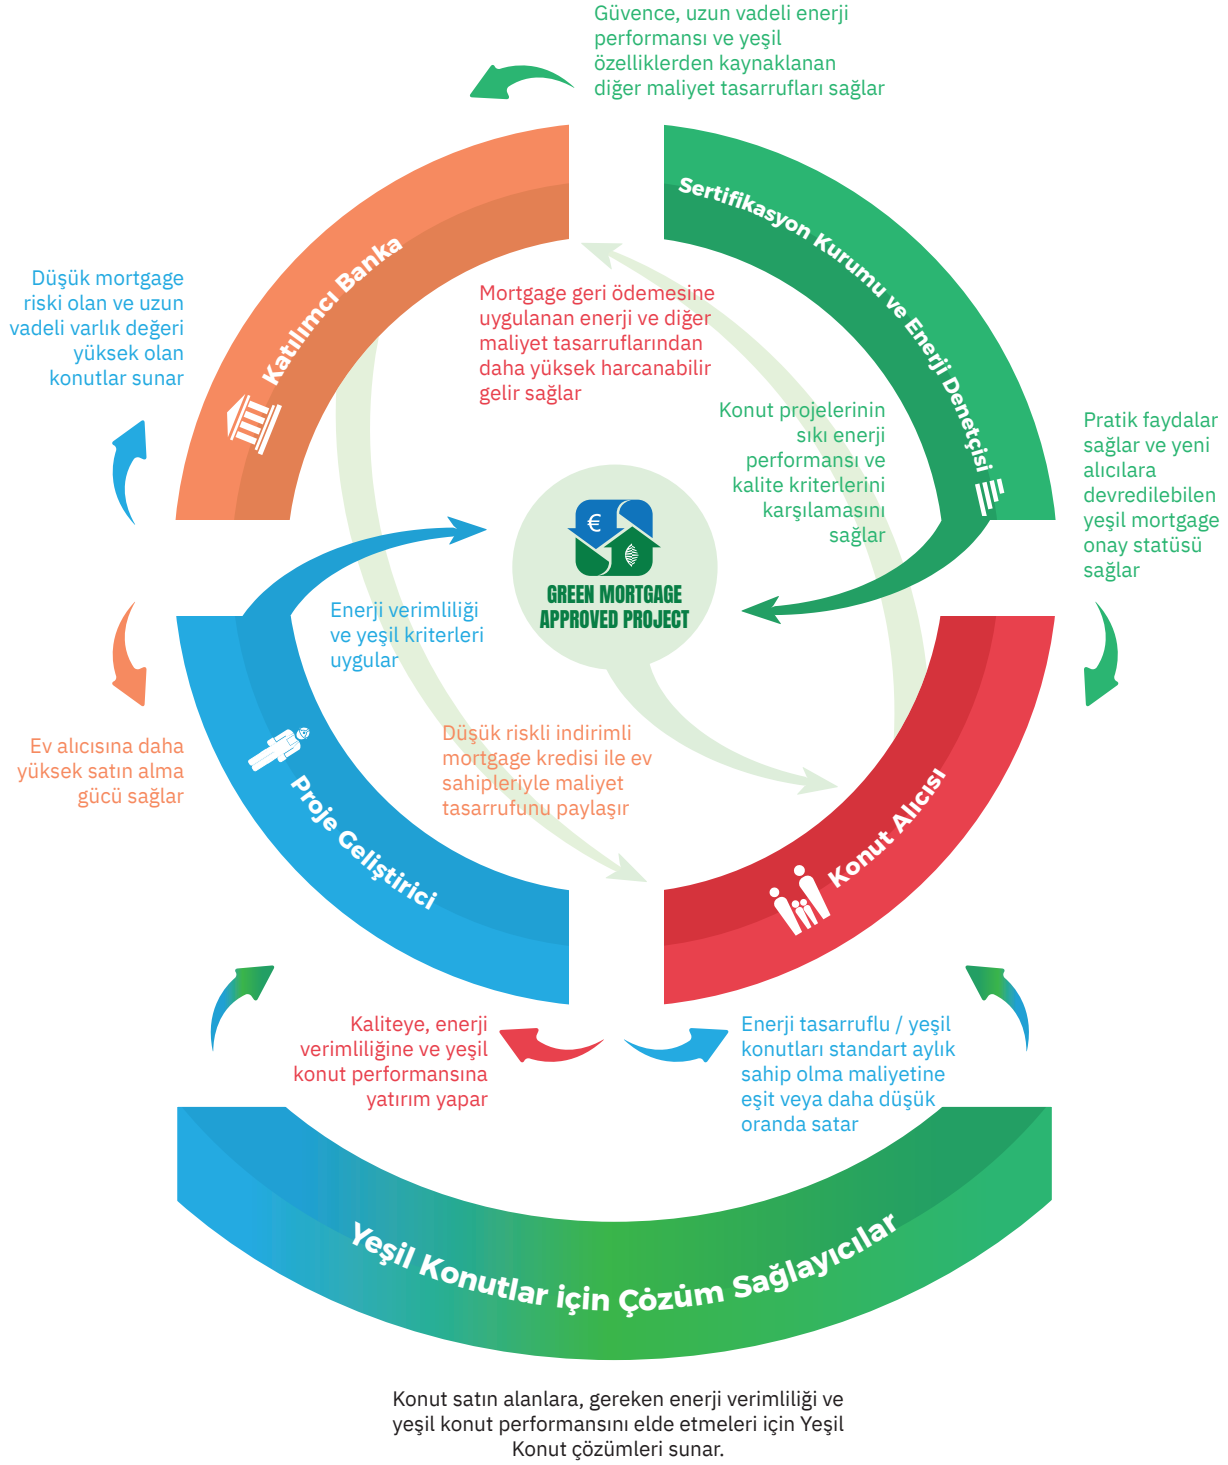 Güvence, uzun vadeli enerji
performansı ve yeşil
özelliklerden kaynaklanan
diğer maliyet tasarrufları sağlar
Katılımcı Banka
Sertifikasyon Kurumu ve Enerji Denetçisi
Düşük mortgage
riski olan ve uzun
vadeli varlık değeri
yüksek olan
konutlar sunar
Mortgage geri ödemesine
uygulanan enerji ve diğer
maliyet tasarruflarından
daha yüksek harcanabilir
gelir sağlar
Konut projelerinin
sıkı enerji
performansı ve
kalite kriterlerini
karşılamasını
sağlar
Pratik faydalar
sağlar ve yeni
alıcılara
devredilebilen
yeşil mortgage
onay statüsü
sağlar
€
GREEN MORTGAGE
APPROVED PROJECT
Enerji verimliliği
ve yeşil kriterleri
uygular
Ev alıcısına daha
yüksek satın alma
gücü sağlar
Düşük riskli indirimli
mortgage kredisi ile ev
sahipleriyle maliyet
tasarrufunu paylaşır
Proje Geliştirici
Konut Alıcısı
Kaliteye, enerji
verimliliğine ve yeşil
konut performansına
yatırım yapar
Enerji tasarruflu / yeşil
konutları standart aylık
sahip olma maliyetine
eşit veya daha düşük
oranda satar
Yeşil Konutlar için Çözüm Sağlayıcılar
Konut satın alanlara, gereken enerji verimliliği ve
yeşil konut performansını elde etmeleri için Yeşil
Konut çözümleri sunar.